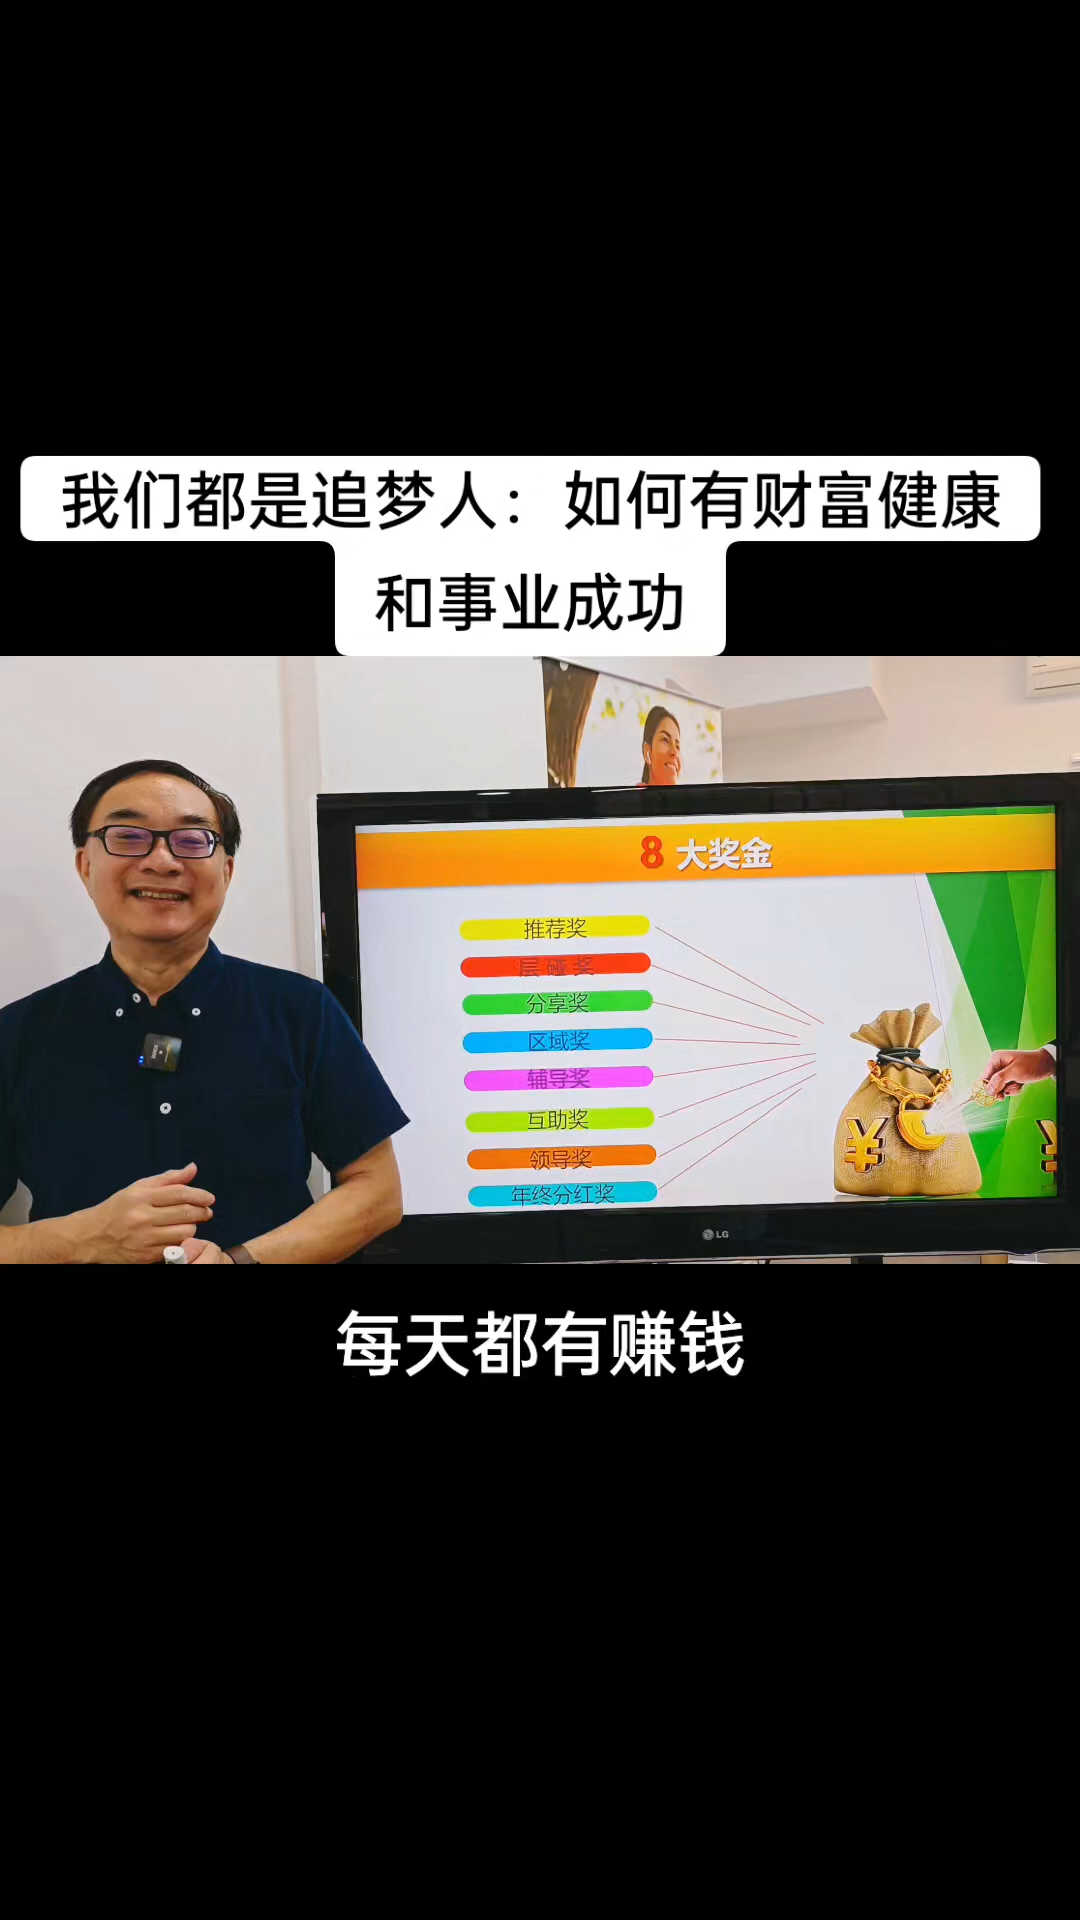 我们都是追梦人：如何有财富健康
和事业成功
8 大奖金
推荐奖
层碰奖
分享奖
区域奖
辅导奖
互助奖
领导奖
年终分红奖
¥
LG
每天都有赚钱